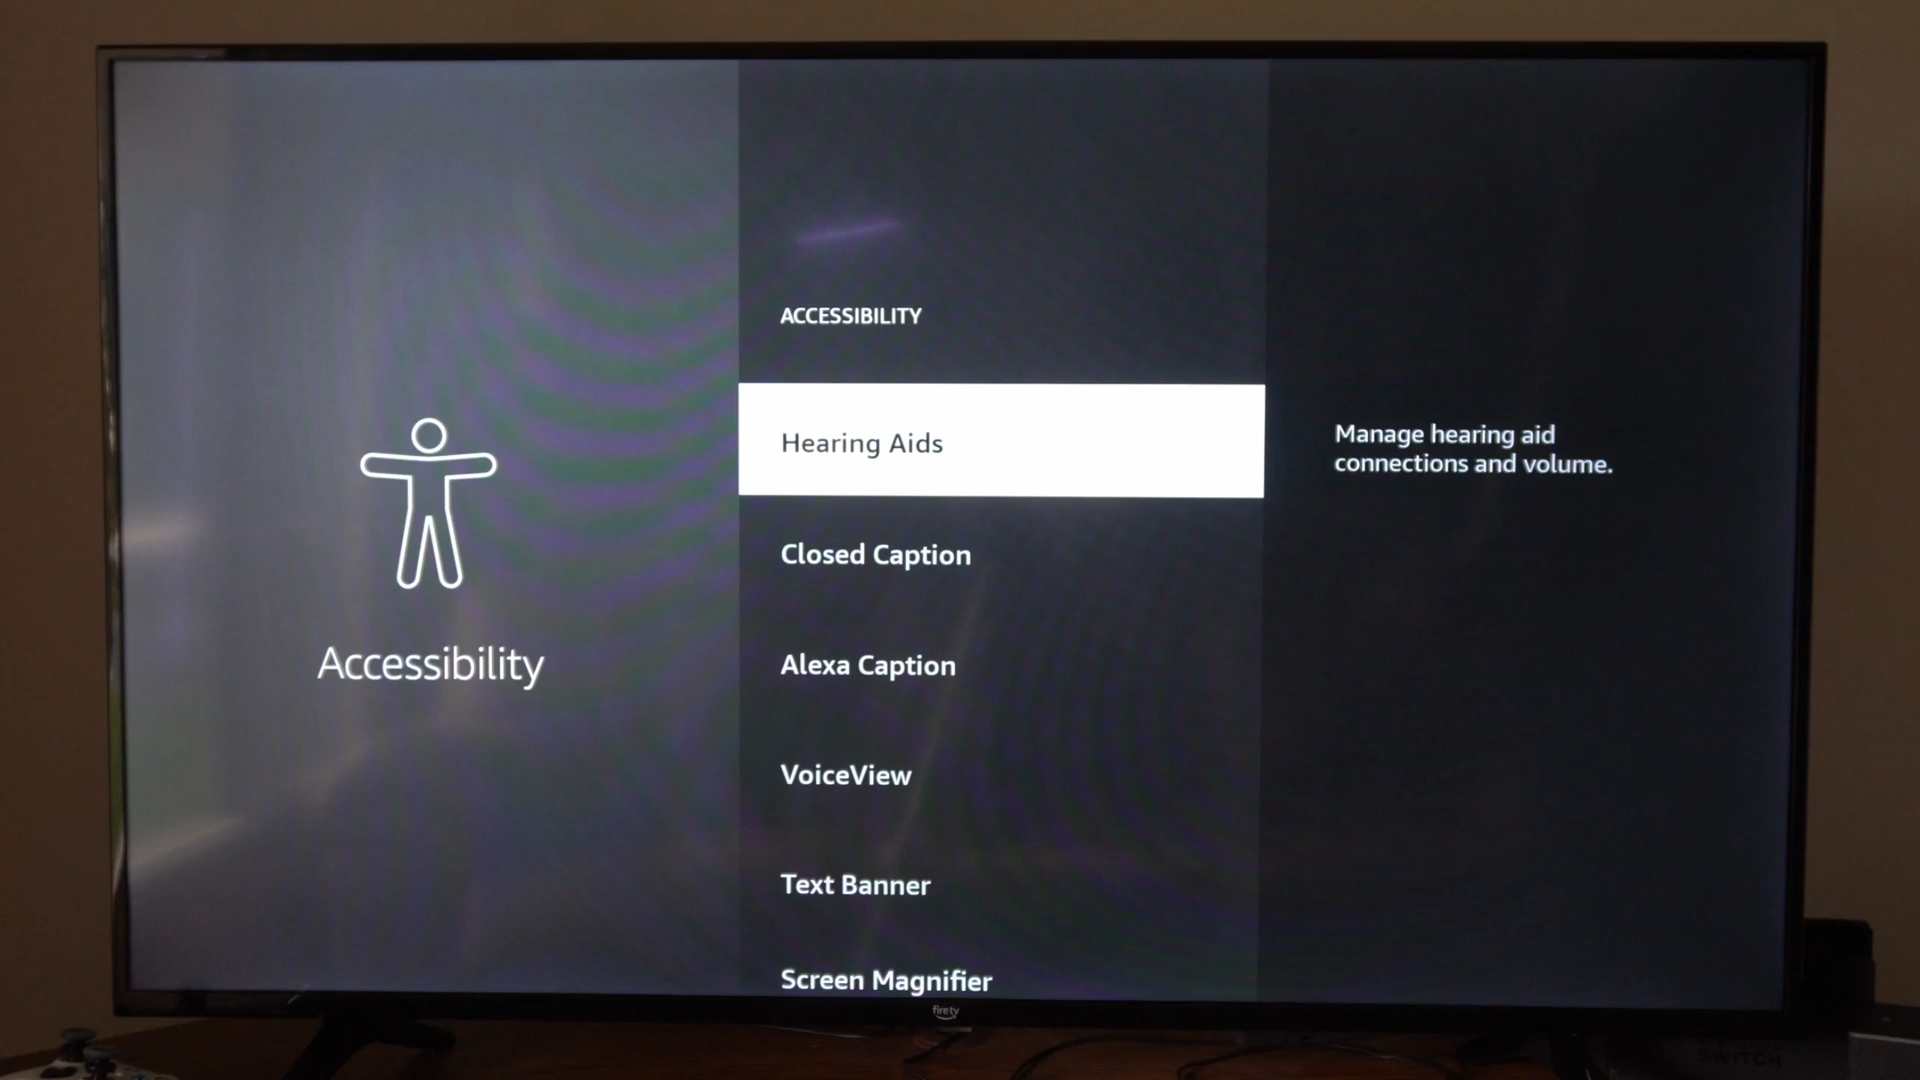 ACCESSIBILITY
Hearing Aids
Manage hearing aid
connections and volume.
Closed Caption
Accessibility
Alexa Caption
VoiceView
Text Banner
Screen Magnifier
firetv
SWITCH